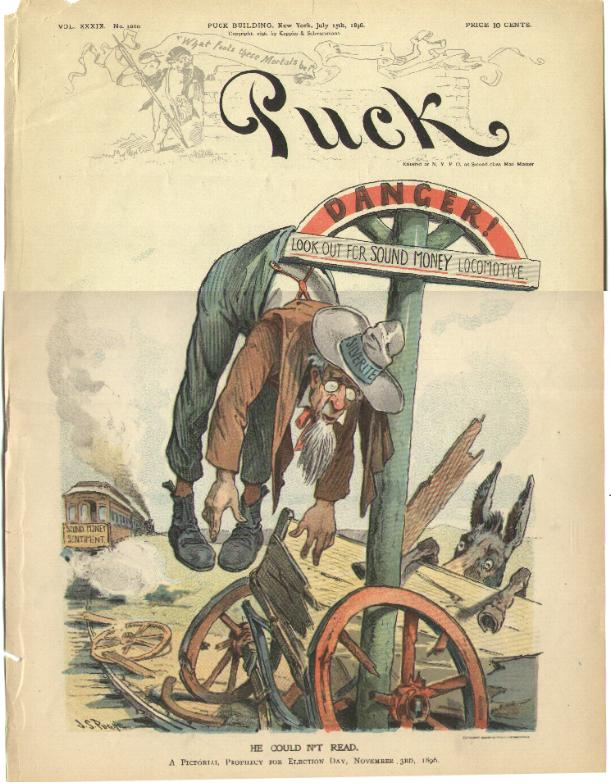 VOL. XXXIX. No. 1010
PUCK BUILDING, New York, July 15th, 1896.
PRICE 10 CENTS.
Copyright, 1896, by Keppler & Schwarzmann
"What Fools these Mortals be!"
Puck
Entered at N. Y. P. O. as Second-class Mail Matter
DANGER!
LOOK OUT FOR SOUND MONEY LOCOMOTIVE.
SILVERITE
SOUND MONEY
SENTIMENT.
HE COULD N'T READ.
A Pictorial Prophecy for Election Day, November 3rd, 1896.